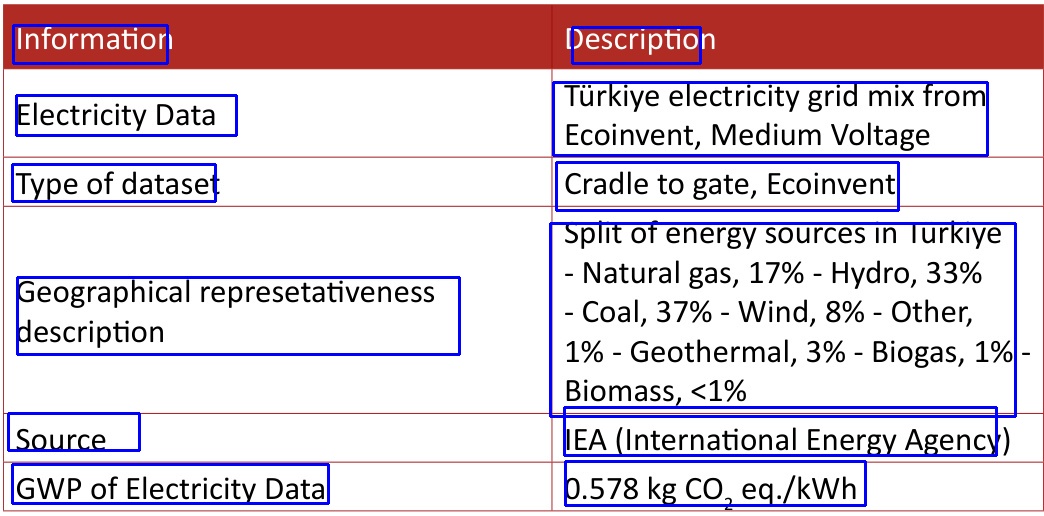 Information
Description
Electricity Data
Türkiye electricity grid mix from
Ecoinvent, Medium Voltage
Type of dataset
Cradle to gate, Ecoinvent
Geographical represetativeness
description
Split of energy sources in Türkiye
- Natural gas, 17% - Hydro, 33%
- Coal, 37% - Wind, 8% - Other,
1% - Geothermal, 3% - Biogas, 1% -
Biomass, <1%
Source
IEA (International Energy Agency)
GWP of Electricity Data
0.578 kg CO₂ eq./kWh